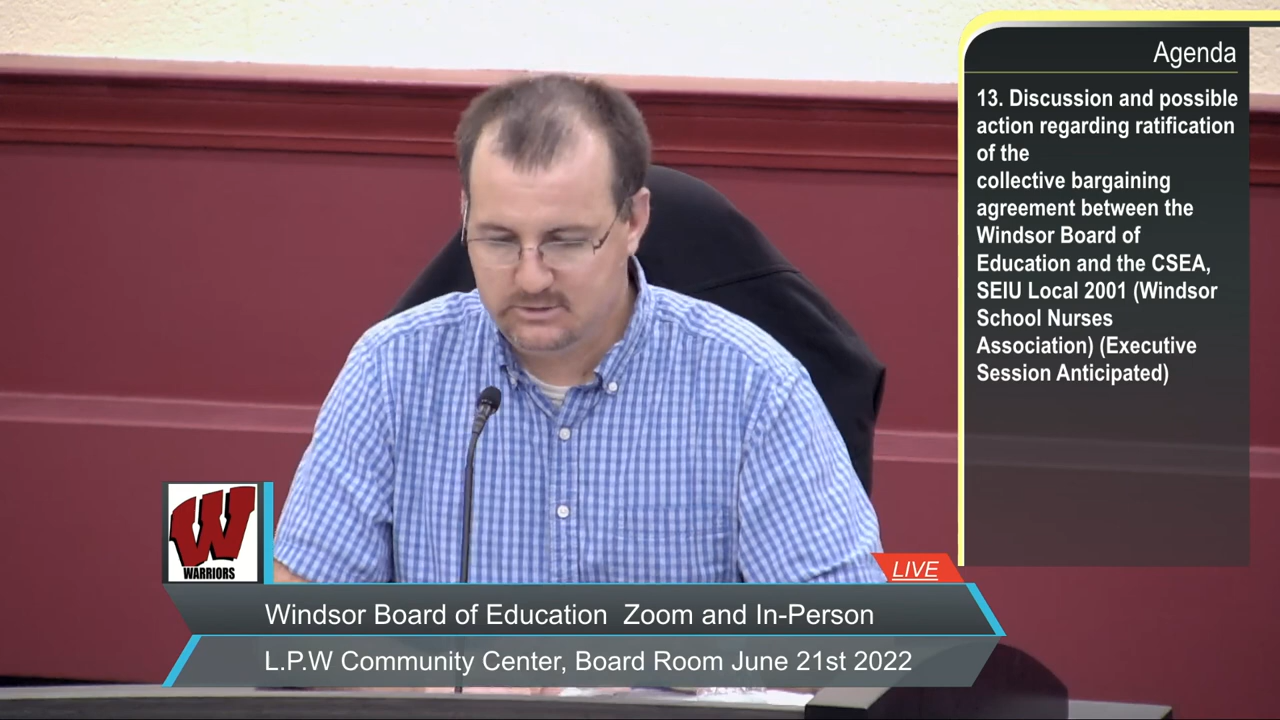 Agenda
13. Discussion and possible
action regarding ratification
of the
collective bargaining
agreement between the
Windsor Board of
Education and the CSEA,
SEIU Local 2001 (Windsor
School Nurses
Association) (Executive
Session Anticipated)
W
WARRIORS
LIVE
Windsor Board of Education  Zoom and In-Person
L.P.W Community Center, Board Room June 21st 2022